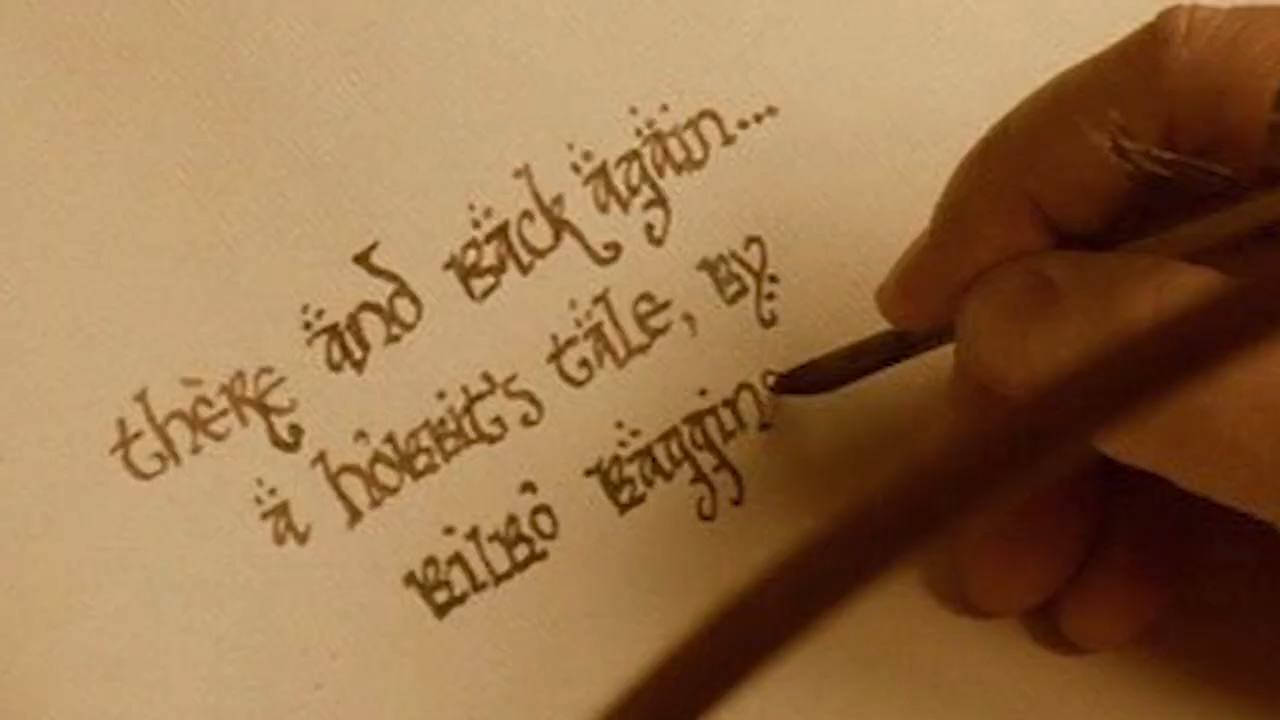 there and back again...
a hobbit's tale, by
bilbo baggins